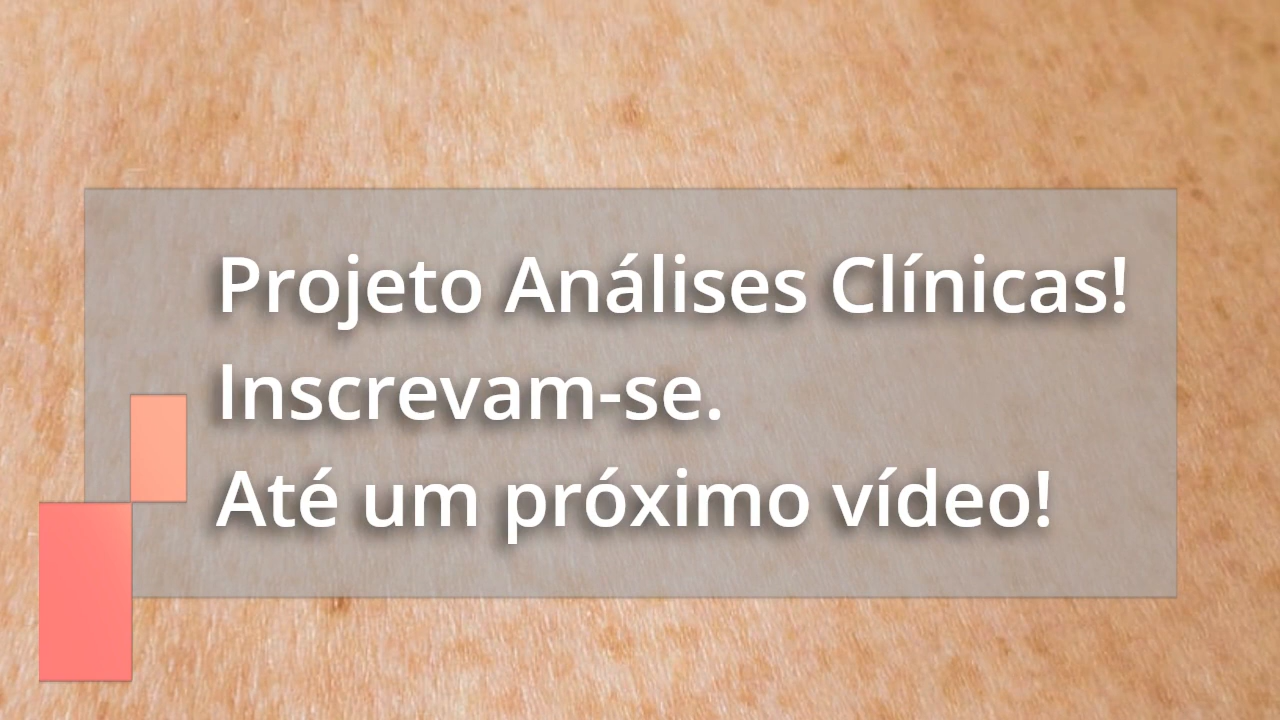 Projeto Análises Clínicas!
Inscrevam-se.
Até um próximo vídeo!